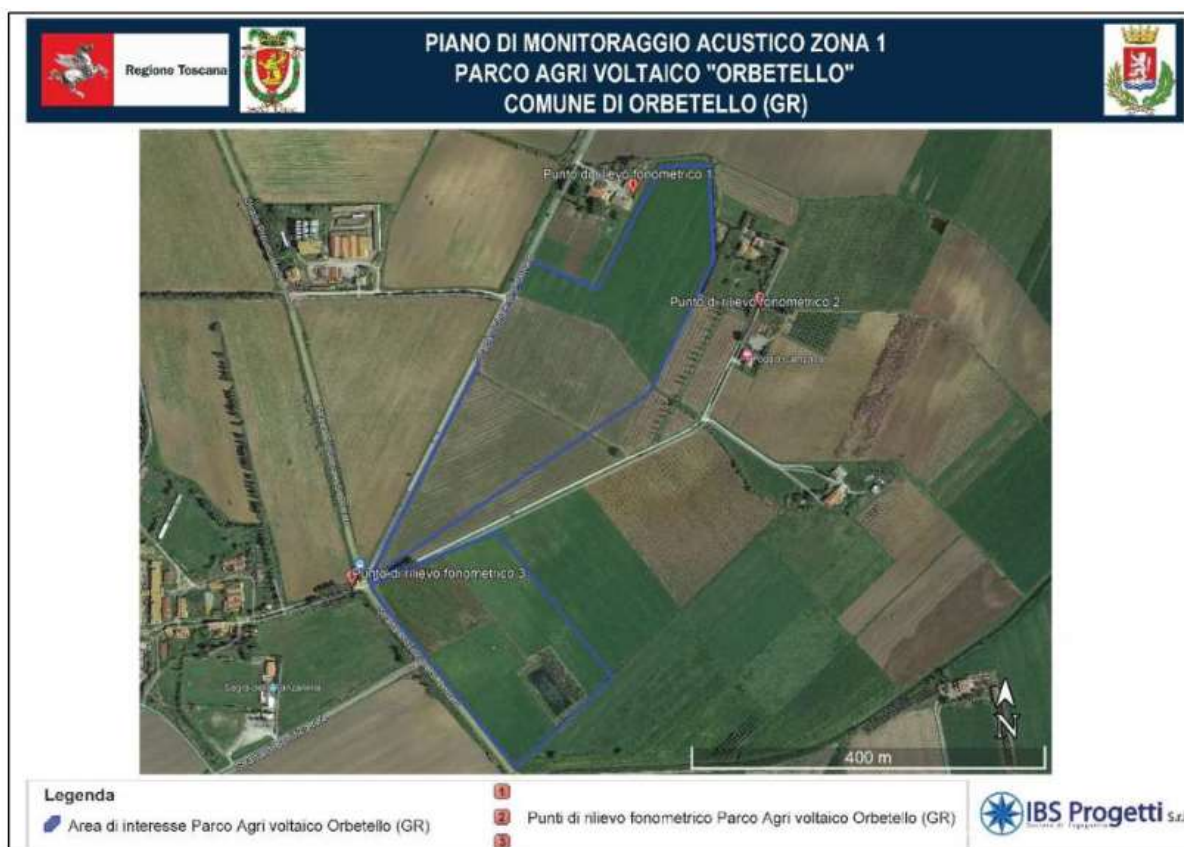 Regione Toscana
PIANO DI MONITORAGGIO ACUSTICO ZONA 1
PARCO AGRI VOLTAICO "ORBETELLO"
COMUNE DI ORBETELLO (GR)
Punto di rilievo fonometrico 1
Punto di rilievo fonometrico 2
Punto di rilievo fonometrico 3
400 m
N
Legenda
Area di interesse Parco Agri voltaico Orbetello (GR)
1
2
3
Punti di rilievo fonometrico Parco Agri voltaico Orbetello (GR)
IBS Progetti S.r.l